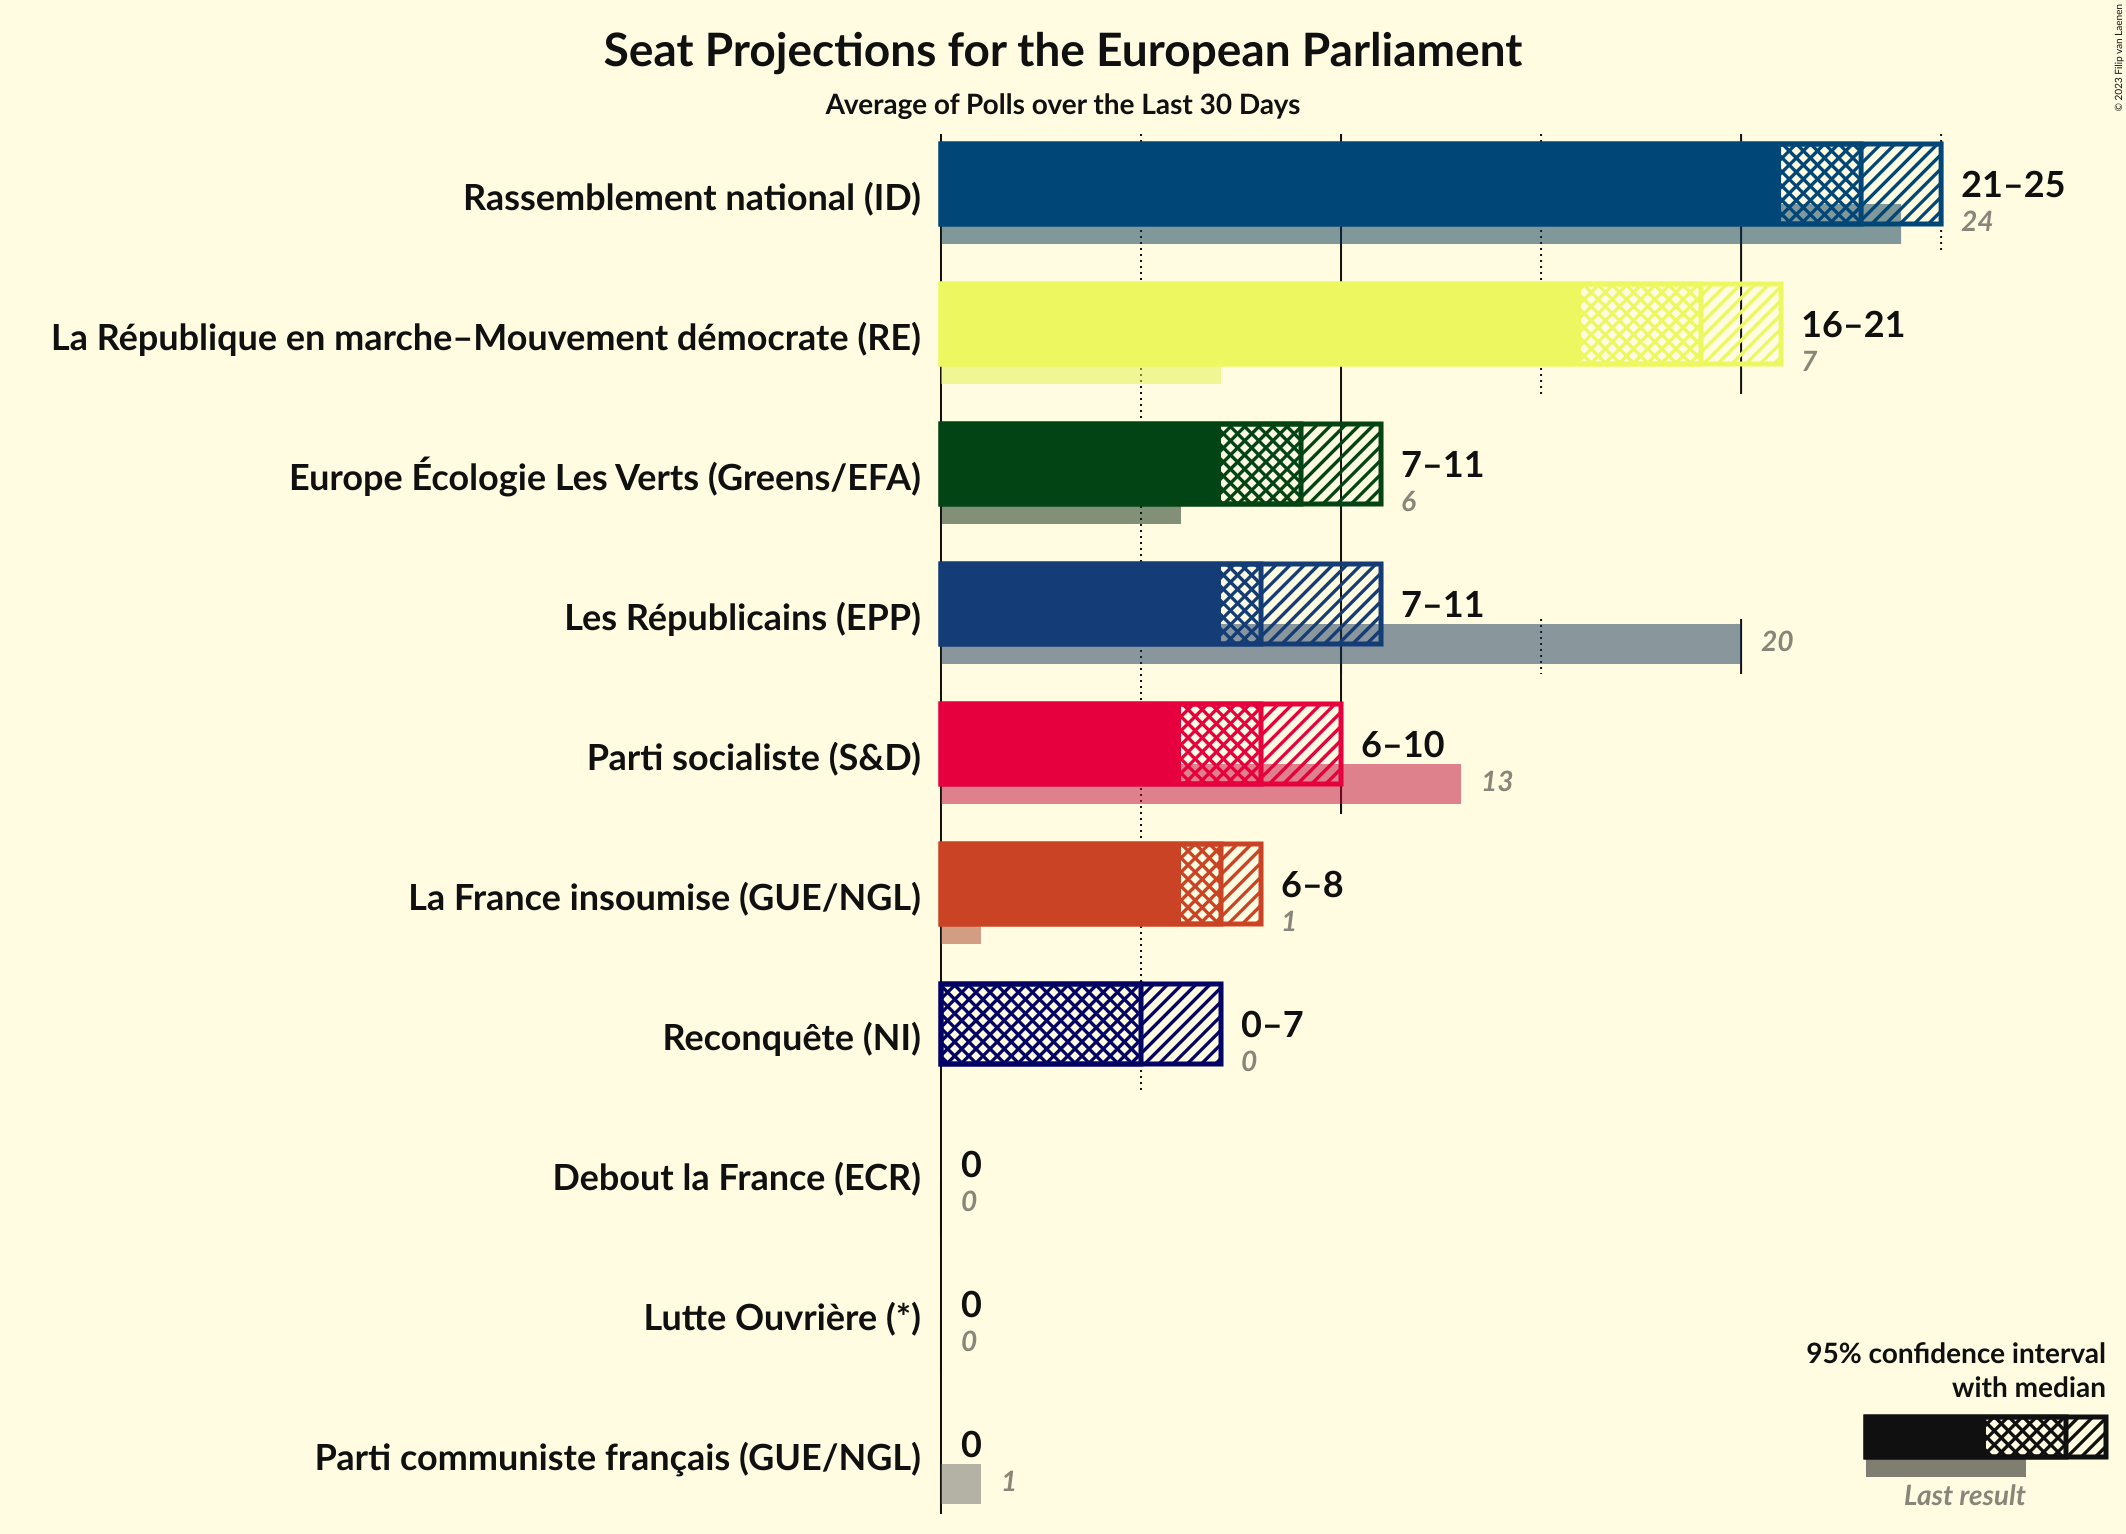 © 2023 Filip van Laenen
Seat Projections for the European Parliament
Average of Polls over the Last 30 Days
Rassemblement national (ID)
21–25
24
La République en marche–Mouvement démocrate (RE)
16–21
7
Europe Écologie Les Verts (Greens/EFA)
7–11
6
Les Républicains (EPP)
7–11
20
Parti socialiste (S&D)
6–10
13
La France insoumise (GUE/NGL)
6–8
1
Reconquête (NI)
0–7
0
Debout la France (ECR)
0
0
Lutte Ouvrière (*)
0
0
Parti communiste français (GUE/NGL)
0
1
95% confidence interval
with median
Last result